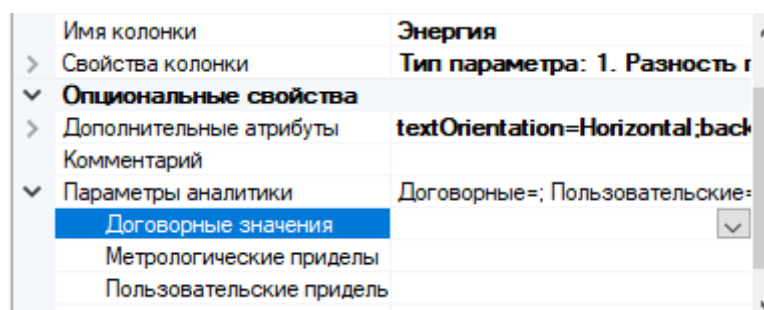 Имя колонки Энергия
Свойства колонки Тип параметра: 1. Разность
Опциональные свойства
Дополнительные атрибуты textOrientation=Horizontal;back
Комментарий
Параметры аналитики Договорные=; Пользовательские=
Договорные значения
Метрологические приделы
Пользовательские придель